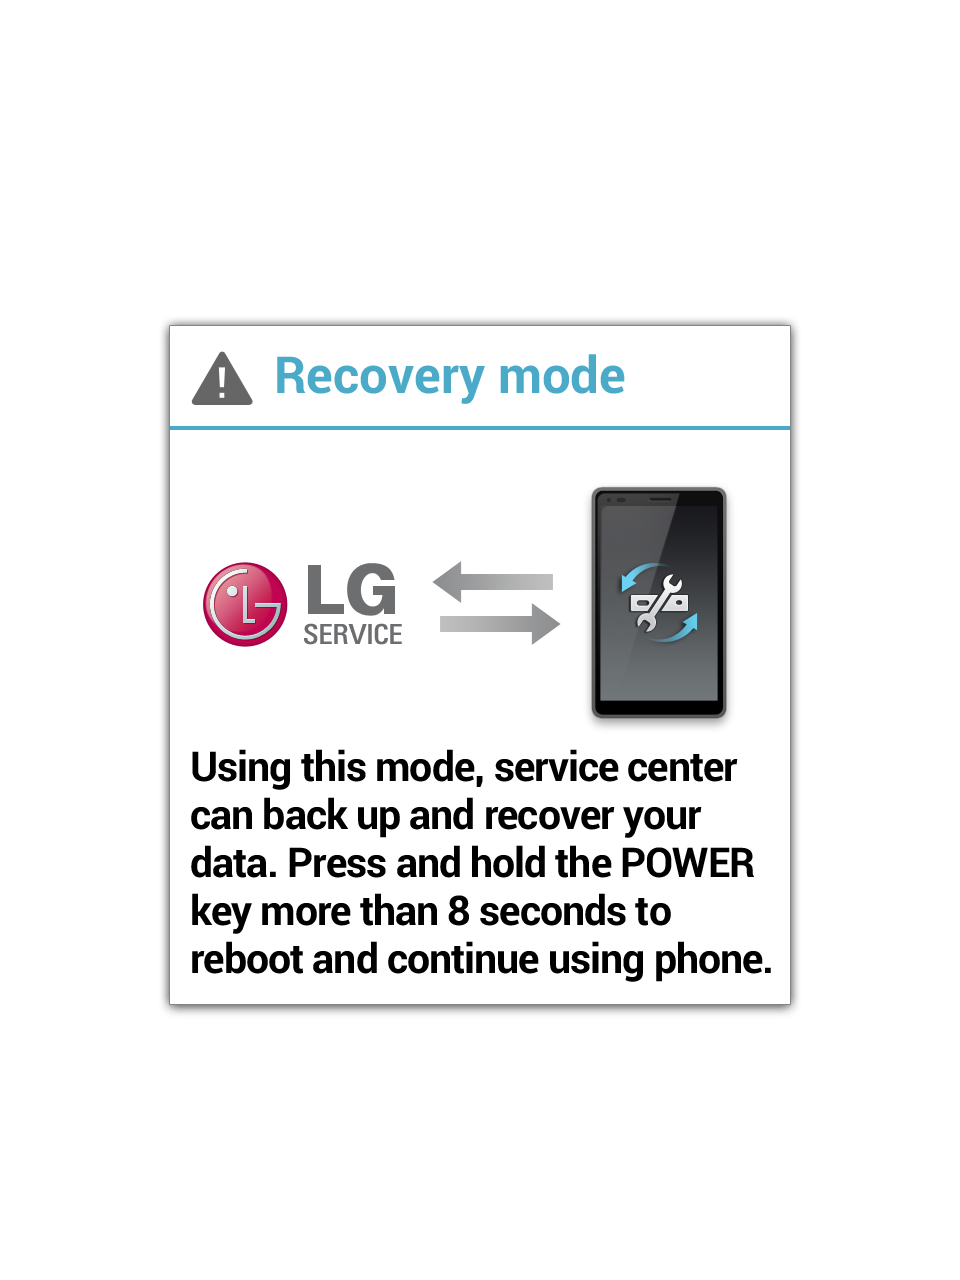 Recovery mode
LG
SERVICE
Using this mode, service center
can back up and recover your
data. Press and hold the POWER
key more than 8 seconds to
reboot and continue using phone.